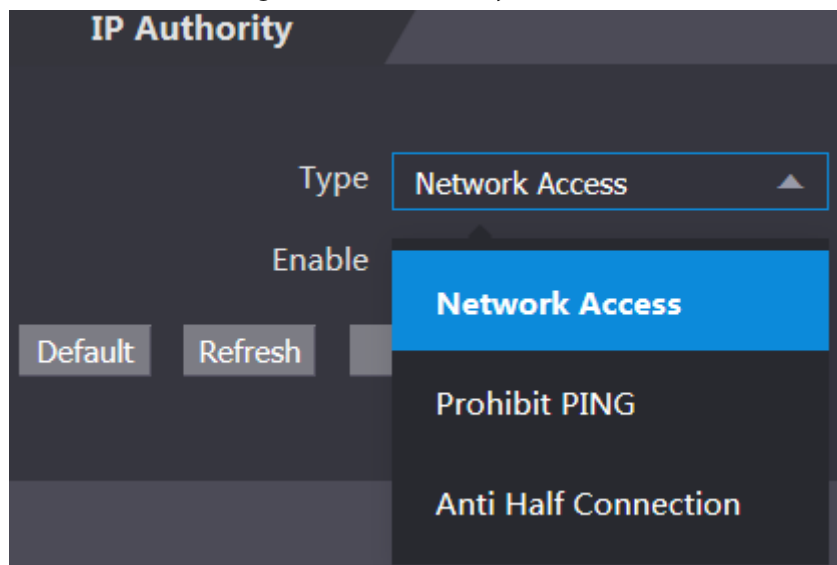 IP Authority
Type Network Access
Enable
Network Access
Default Refresh
Prohibit PING
Anti Half Connection